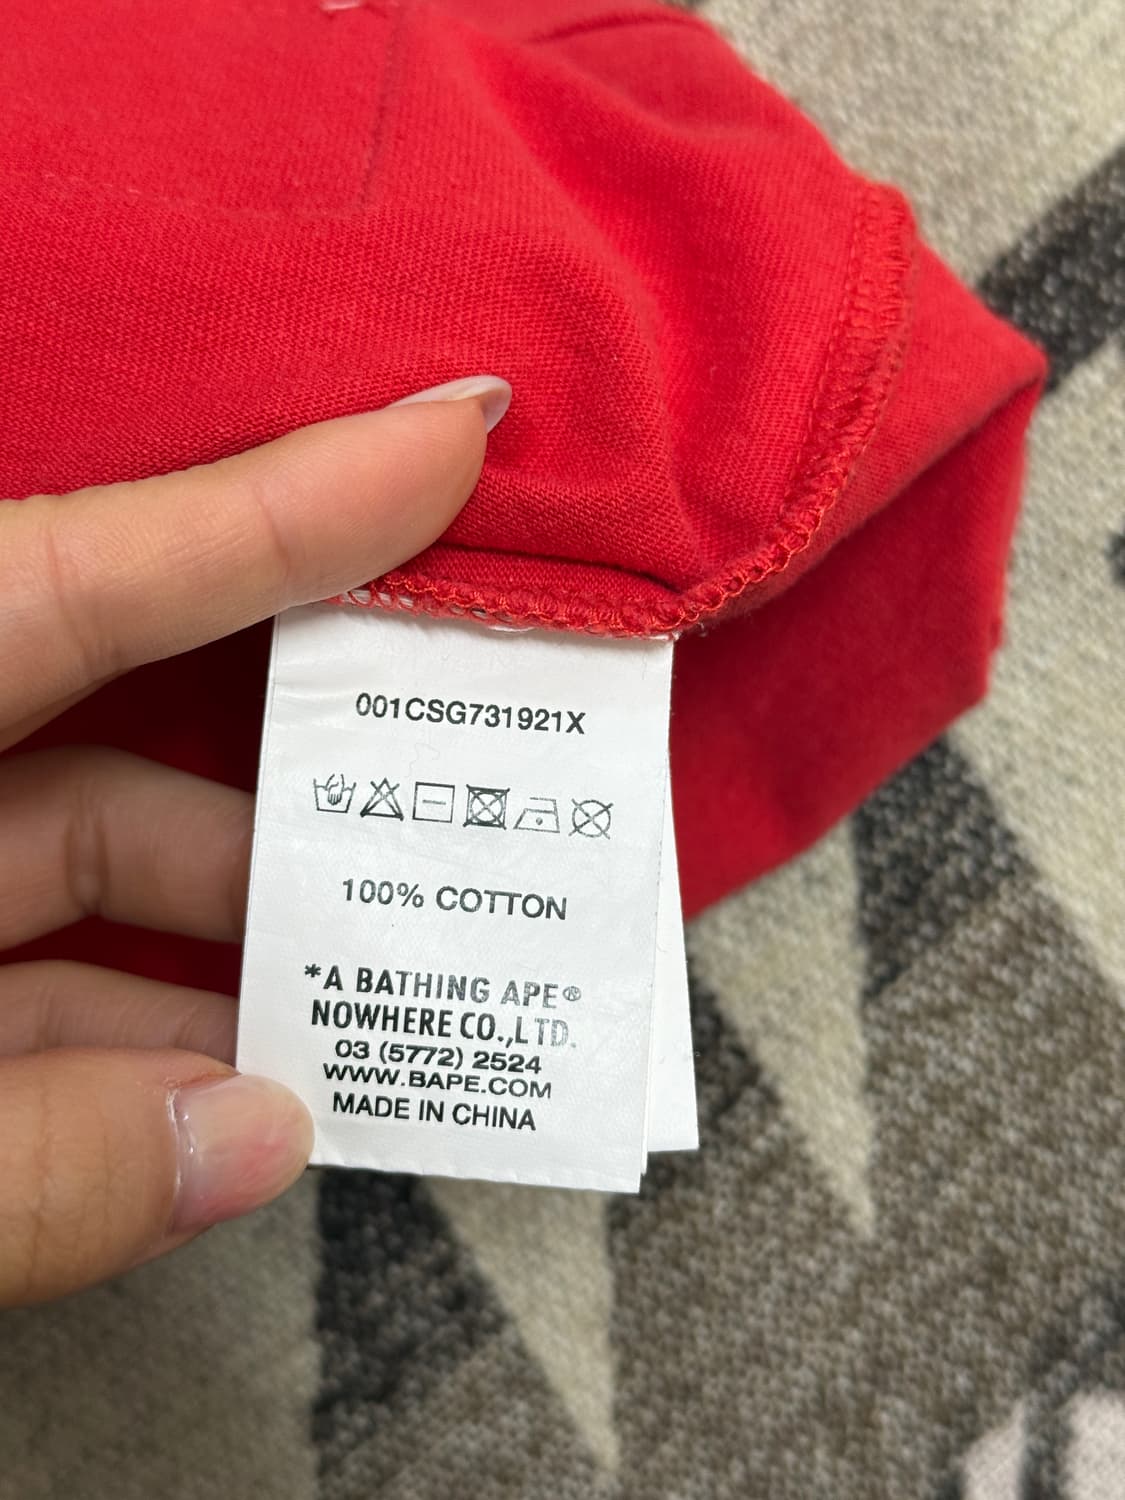 001CSG731921X
100% COTTON
*A BATHING APE®
NOWHERE CO.,LTD.
03 (5772) 2524
WWW.BAPE.COM
MADE IN CHINA